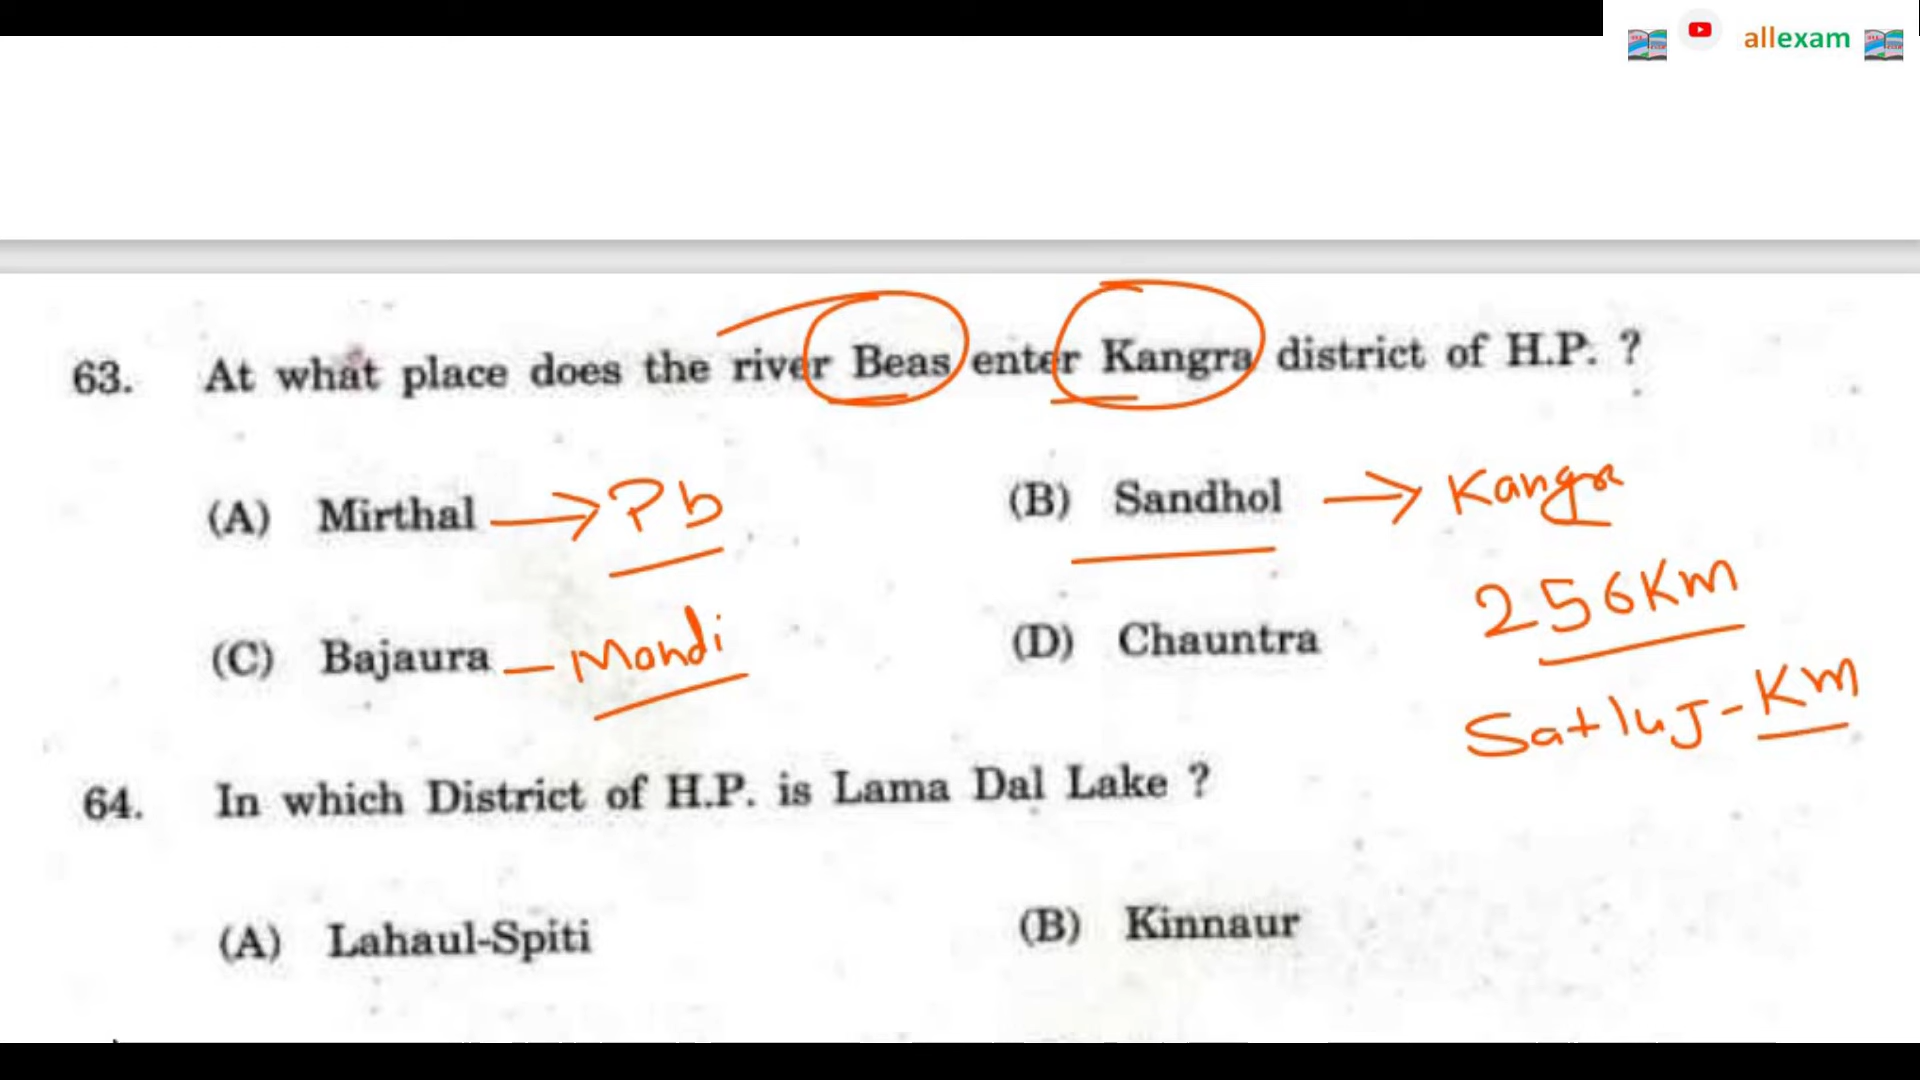 allexam
63. At what place does the river Beas enter Kangra district of H.P. ?
(A) Mirthal → Pb
(B) Sandhol → Kangra
256Km
(C) Bajaura – Mandi
(D) Chauntra
Satluj - Km
64. In which District of H.P. is Lama Dal Lake ?
(A) Lahaul-Spiti
(B) Kinnaur